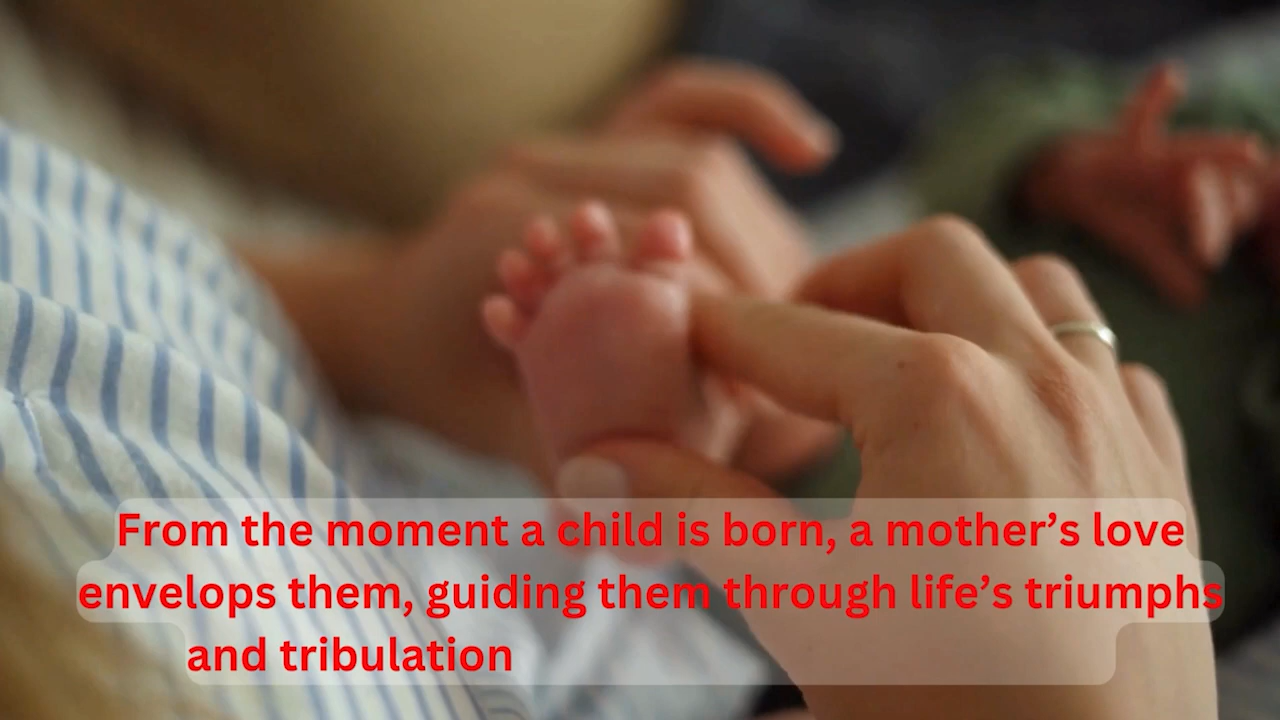 From the moment a child is born, a mother’s love
envelops them, guiding them through life’s triumphs
and tribulation